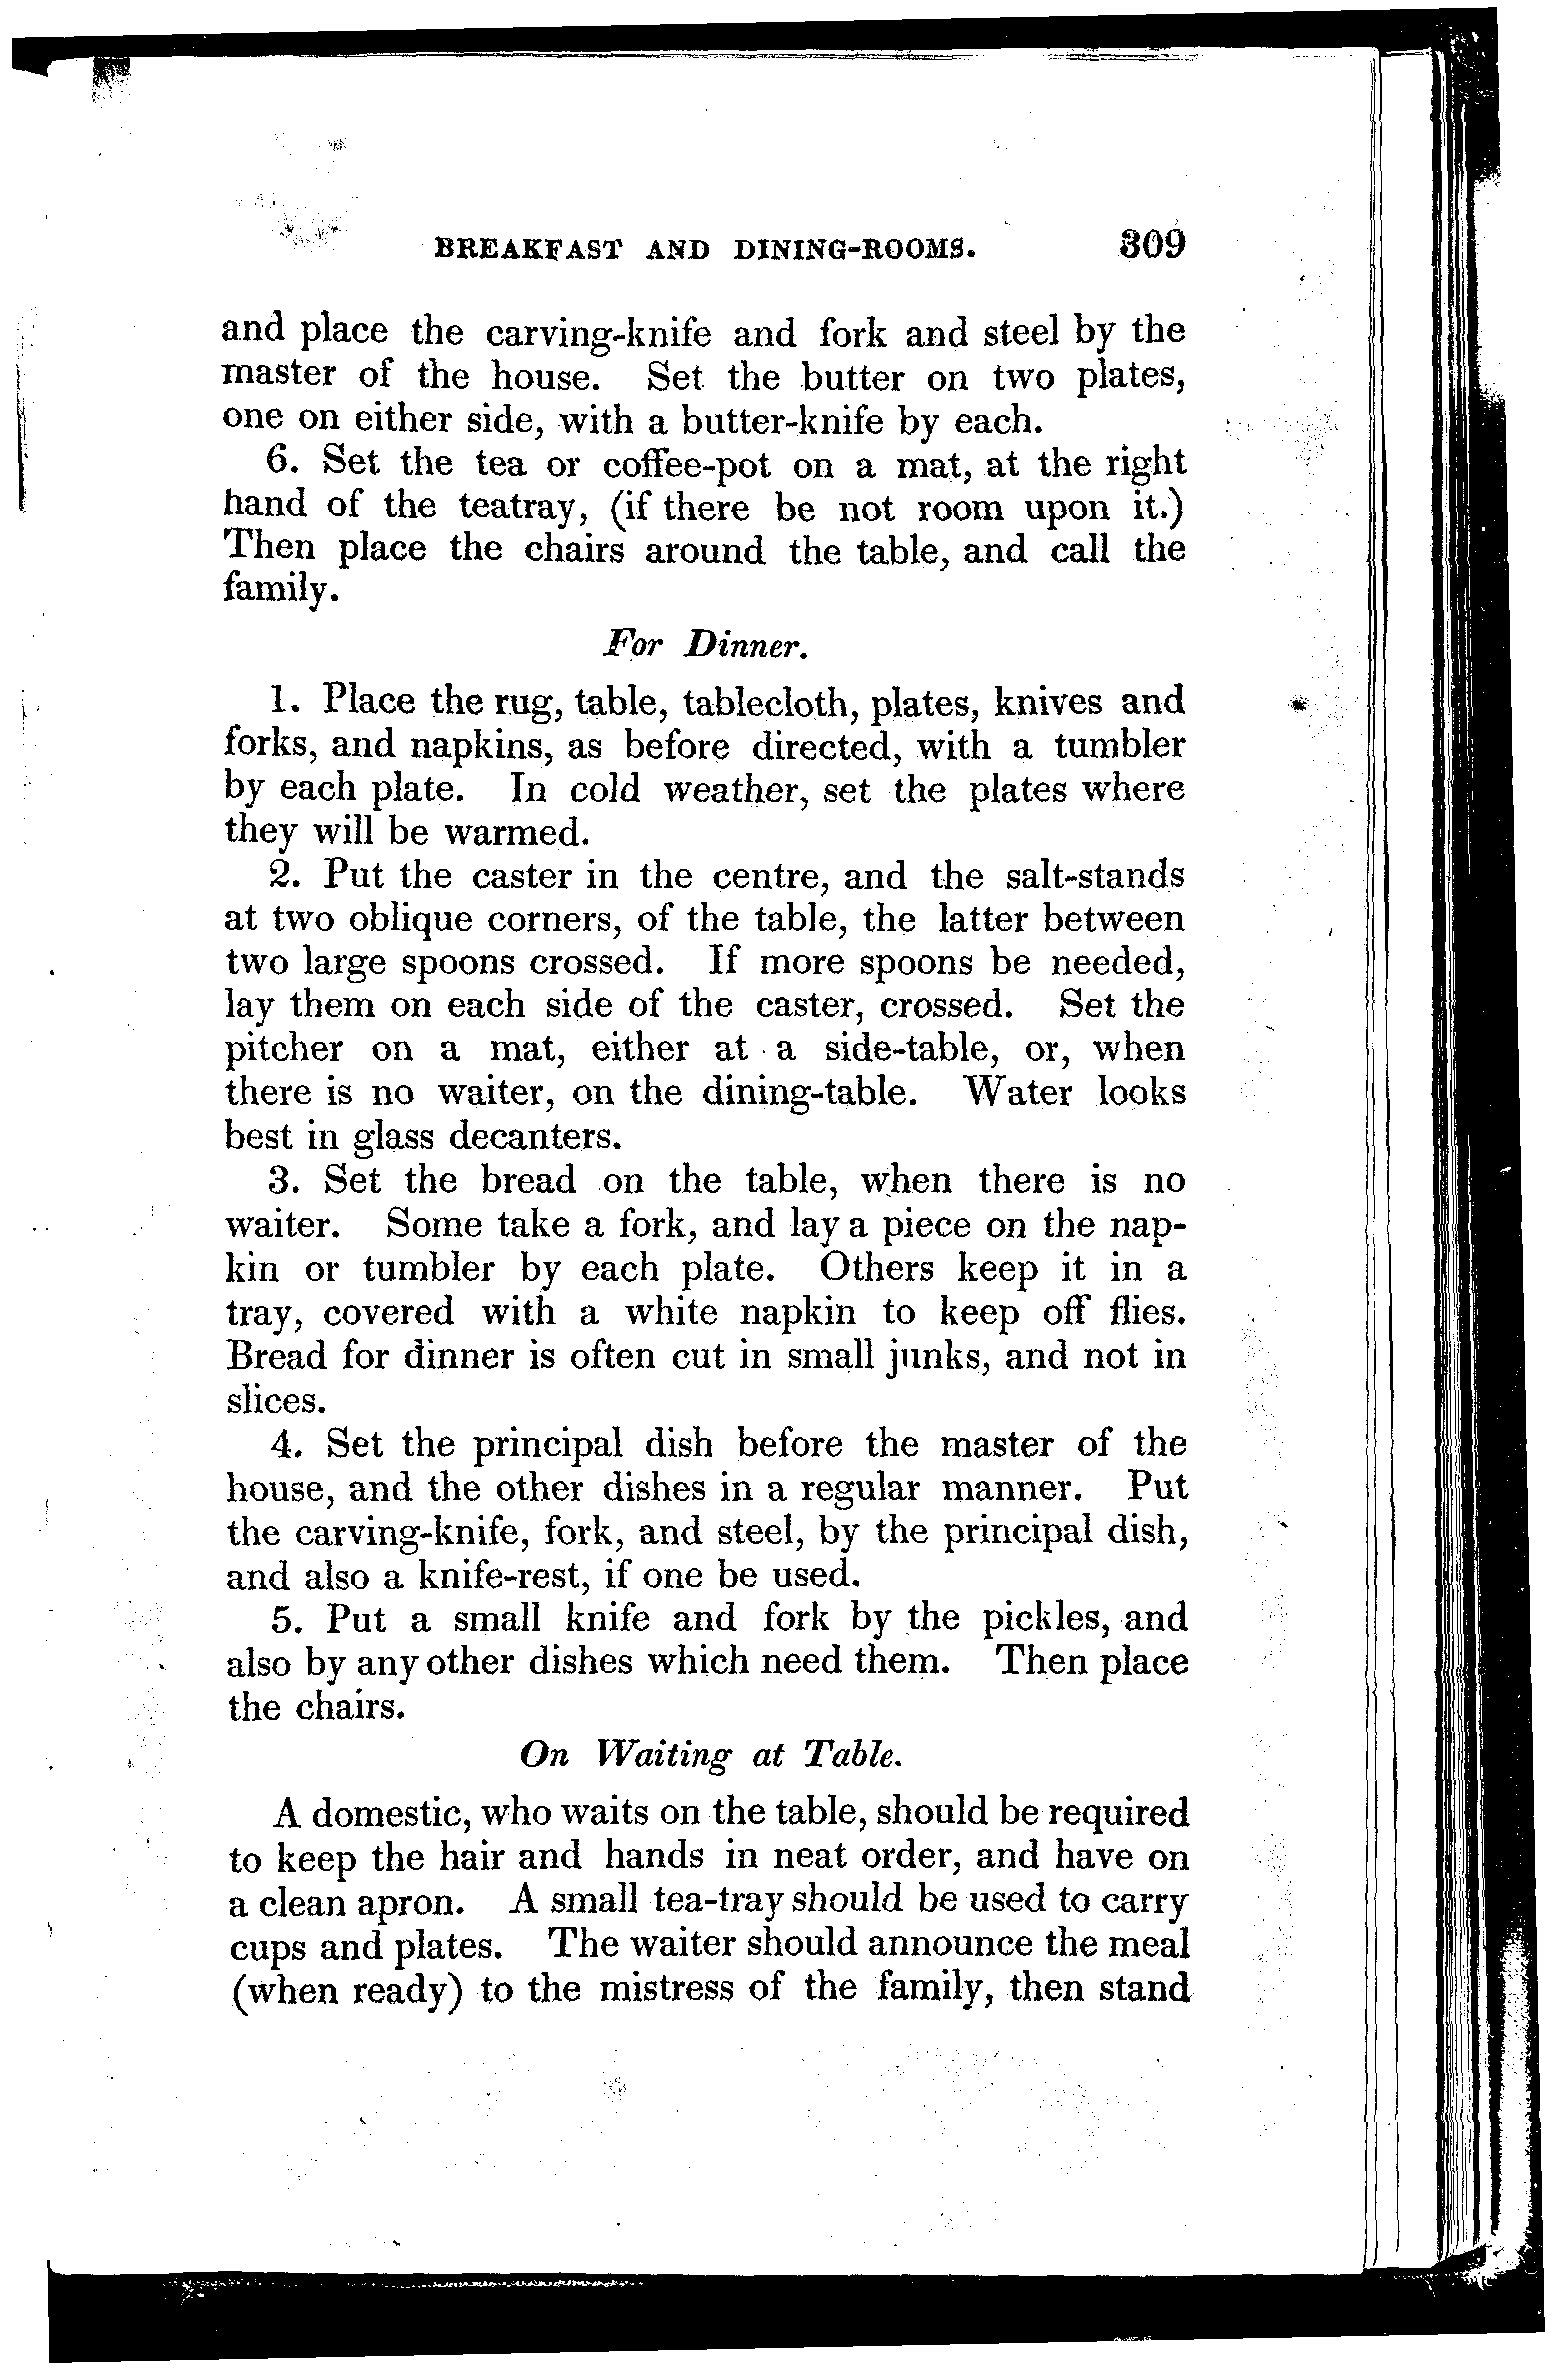 BREAKFAST AND DINING-ROOMS. 309
and place the carving-knife and fork and steel by the
master of the house. Set the butter on two plates,
one on either side, with a butter-knife by each.
6. Set the tea or coffee-pot on a mat, at the right
hand of the teatray, (if there be not room upon it.)
Then place the chairs around the table, and call the
family.
For Dinner.
1. Place the rug, table, tablecloth, plates, knives and
forks, and napkins, as before directed, with a tumbler
by each plate. In cold weather, set the plates where
they will be warmed.
2. Put the caster in the centre, and the salt-stands
at two oblique corners, of the table, the latter between
two large spoons crossed. If more spoons be needed,
lay them on each side of the caster, crossed. Set the
pitcher on a mat, either at a side-table, or, when
there is no waiter, on the dining-table. Water looks
best in glass decanters.
3. Set the bread on the table, when there is no
waiter. Some take a fork, and lay a piece on the nap-
kin or tumbler by each plate. Others keep it in a
tray, covered with a white napkin to keep off flies.
Bread for dinner is often cut in small junks, and not in
slices.
4. Set the principal dish before the master of the
house, and the other dishes in a regular manner. Put
the carving-knife, fork, and steel, by the principal dish,
and also a knife-rest, if one be used.
5. Put a small knife and fork by the pickles, and
also by any other dishes which need them. Then place
the chairs.
On Waiting at Table.
A domestic, who waits on the table, should be required
to keep the hair and hands in neat order, and have on
a clean apron. A small tea-tray should be used to carry
cups and plates. The waiter should announce the meal
(when ready) to the mistress of the family, then stand